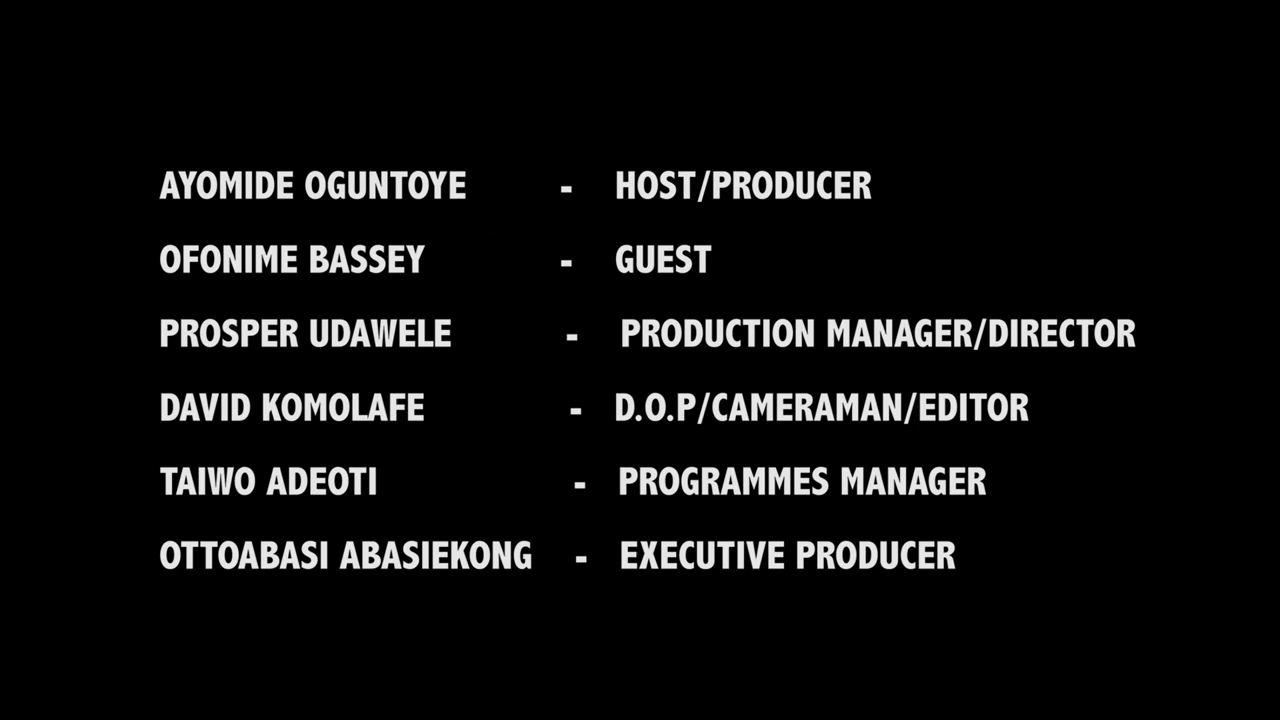 AYOMIDE OGUNTOYE - HOST/PRODUCER
OFONIME BASSEY - GUEST
PROSPER UDAWELE - PRODUCTION MANAGER/DIRECTOR
DAVID KOMOLAFE - D.O.P/CAMERAMAN/EDITOR
TAIWO ADEOTI - PROGRAMMES MANAGER
OTTOABASI ABASIEKONG - EXECUTIVE PRODUCER